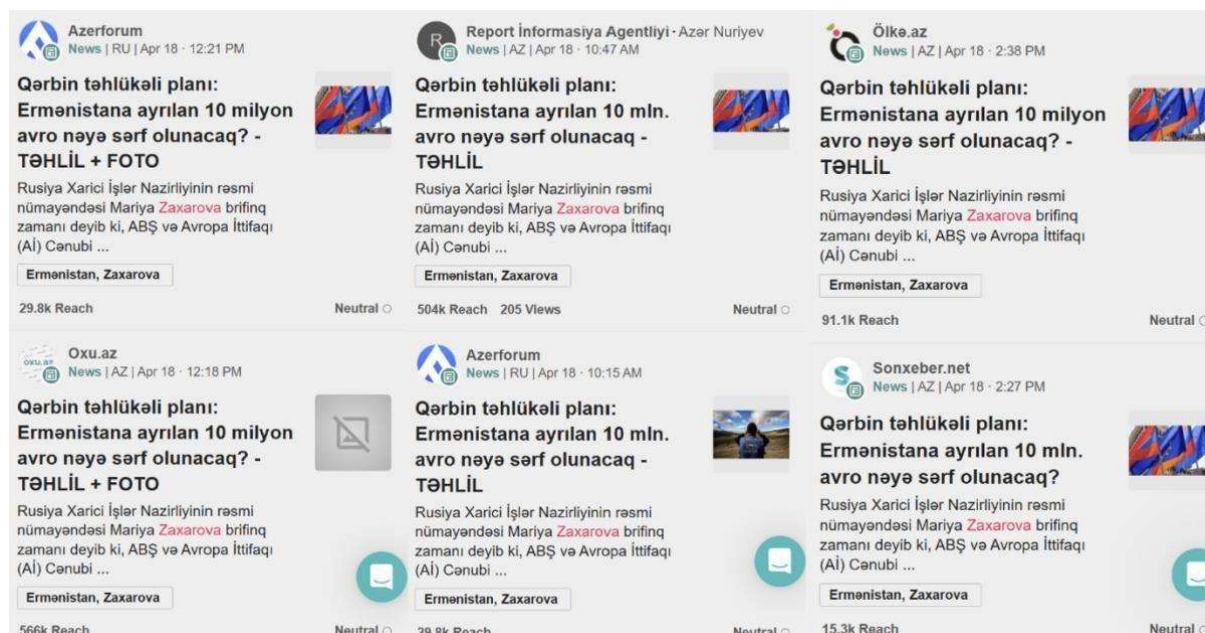 Azerforum
News | RU | Apr 18 · 12:21 PM
Qərbin təhlükəli planı:
Ermənistana ayrılan 10 milyon
avro nəyə sərf olunacaq? -
TƏHLİL + FOTO
Rusiya Xarici İşlər Nazirliyinin rəsmi
nümayəndəsi Mariya Zaxarova brifinq
zamanı deyib ki, ABŞ və Avropa İttifaqı
(Aİ) Cənubi ...
Ermənistan, Zaxarova
29.8k Reach
Neutral
R
Report İnformasiya Agentliyi · Azər Nuriyev
News | AZ | Apr 18 · 10:47 AM
Qərbin təhlükəli planı:
Ermənistana ayrılan 10 mln.
avro nəyə sərf olunacaq -
TƏHLİL
Rusiya Xarici İşlər Nazirliyinin rəsmi
nümayəndəsi Mariya Zaxarova brifinq
zamanı deyib ki, ABŞ və Avropa İttifaqı
(Aİ) Cənubi ...
Ermənistan, Zaxarova
504k Reach 205 Views
Neutral
Ölkə.az
News | AZ | Apr 18 · 2:38 PM
Qərbin təhlükəli planı:
Ermənistana ayrılan 10 milyon
avro nəyə sərf olunacaq? -
TƏHLİL
Rusiya Xarici İşlər Nazirliyinin rəsmi
nümayəndəsi Mariya Zaxarova brifinq
zamanı deyib ki, ABŞ və Avropa İttifaqı
(Aİ) Cənubi ...
Ermənistan, Zaxarova
91.1k Reach
Neutral
OXU.AZ
Oxu.az
News | AZ | Apr 18 · 12:18 PM
Qərbin təhlükəli planı:
Ermənistana ayrılan 10 milyon
avro nəyə sərf olunacaq? -
TƏHLİL + FOTO
Rusiya Xarici İşlər Nazirliyinin rəsmi
nümayəndəsi Mariya Zaxarova brifinq
zamanı deyib ki, ABŞ və Avropa İttifaqı
(Aİ) Cənubi ...
Ermənistan, Zaxarova
566k Reach
Neutral
Azerforum
News | RU | Apr 18 · 10:15 AM
Qərbin təhlükəli planı:
Ermənistana ayrılan 10 mln.
avro nəyə sərf olunacaq -
TƏHLİL
Rusiya Xarici İşlər Nazirliyinin rəsmi
nümayəndəsi Mariya Zaxarova brifinq
zamanı deyib ki, ABŞ və Avropa İttifaqı
(Aİ) Cənubi ...
Ermənistan, Zaxarova
29.8k Reach
Neutral
S
Sonxeber.net
News | AZ | Apr 18 · 2:27 PM
Qərbin təhlükəli planı:
Ermənistana ayrılan 10 mln.
avro nəyə sərf olunacaq?
Rusiya Xarici İşlər Nazirliyinin rəsmi
nümayəndəsi Mariya Zaxarova brifinq
zamanı deyib ki, ABŞ və Avropa İttifaqı
(Aİ) Cənubi ...
Ermənistan, Zaxarova
15.3k Reach
Neutral